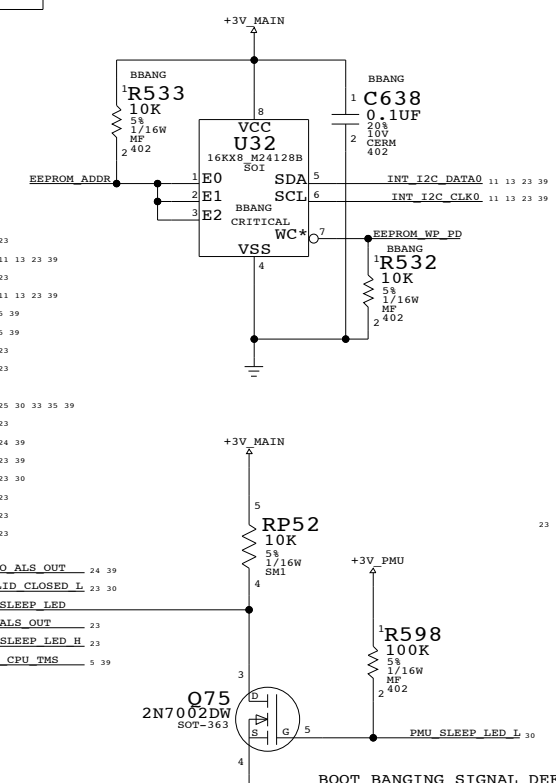 +3V_MAIN
BBANG
1
R533
10K
5%
1/16W
MF
2 402
BBANG
1 C638
0.1UF
20%
10V
2 CERM
402
8
VCC
U32
16KX8_M24128B
SOI
EEPROM_ADDR
1 E0
2 E1
3 E2
SDA 5
INT_I2C_DATA0 11 13 23 39
SCL 6
INT_I2C_CLK0 11 13 23 39
BBANG
CRITICAL
WC* 7
EEPROM_WP_PD
VSS
4
BBANG
1 R532
10K
5%
1/16W
MF
2 402
23
11 13 23 39
23
11 13 23 39
39
39
23
23
25 30 33 35 39
23
24 39
23 39
23 30
23
23
23
23
+3V_MAIN
5
RP52
10K
5%
1/16W
SM1
4
O_ALS_OUT 24 39
LID_CLOSED_L 23 30
SLEEP_LED
ALS_OUT 23
SLEEP_LED_H 23
CPU_TMS 5 39
+3V_PMU
1 R598
100K
5%
1/16W
MF
2 402
3
Q75
2N7002DW
SOT-363
D
S G 5
4
PMU_SLEEP_LED_L 30